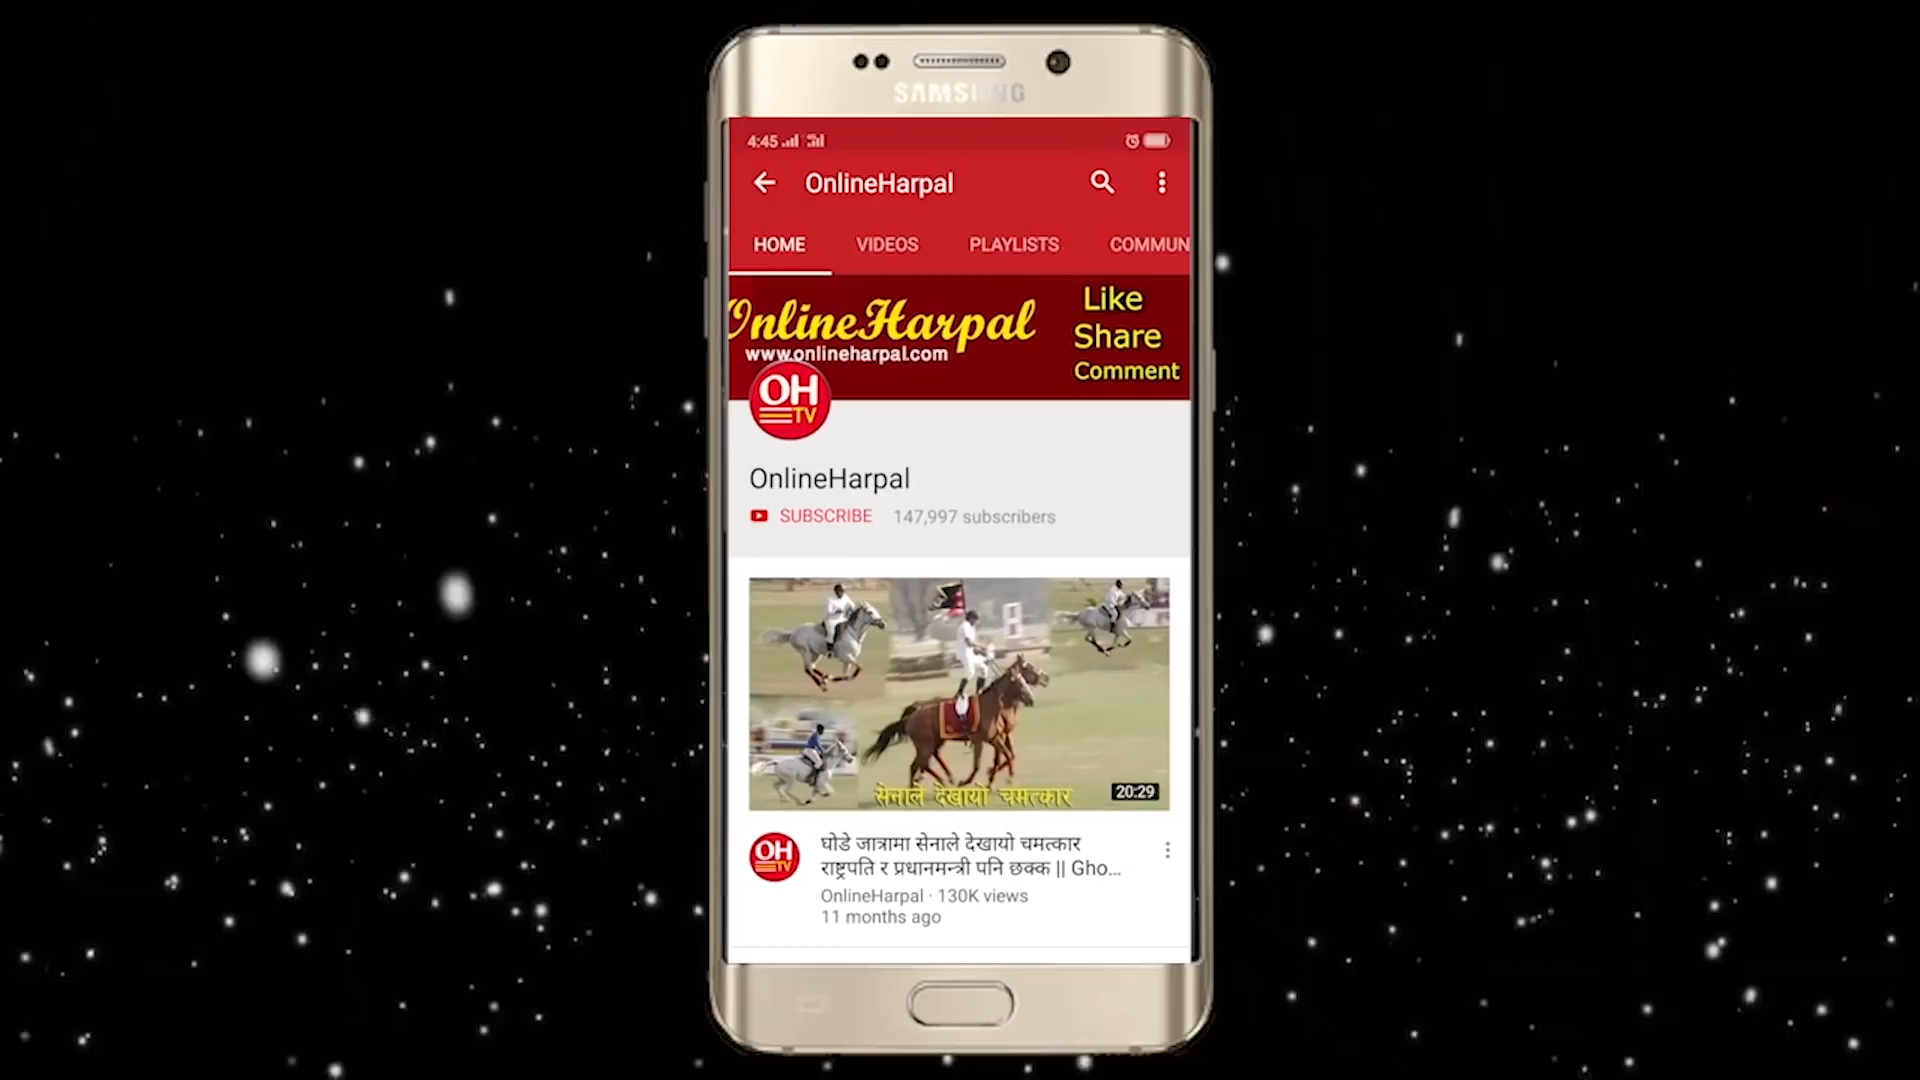 SAMSUNG
4:45
OnlineHarpal
HOME VIDEOS PLAYLISTS COMMUN
OnlineHarpal
www.onlineharpal.com
Like
Share
Comment
OH
TV
OnlineHarpal
SUBSCRIBE 147,997 subscribers
सेनाले देखायो चमत्कार
20:29
OH
TV
घोडे जात्रामा सेनाले देखायो चमत्कार
राष्ट्रपति र प्रधानमन्त्री पनि छक्क || Gho...
OnlineHarpal · 130K views
11 months ago